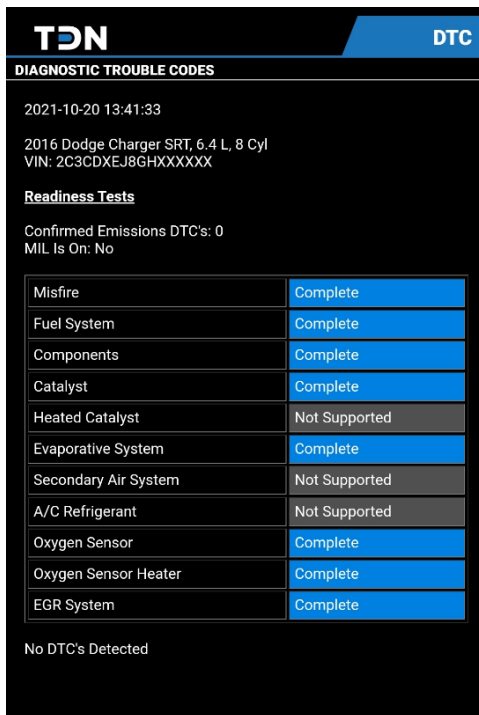 TDN
DTC
DIAGNOSTIC TROUBLE CODES
2021-10-20 13:41:33
2016 Dodge Charger SRT, 6.4 L, 8 Cyl
VIN: 2C3CDXEJ8GHXXXXXX
Readiness Tests
Confirmed Emissions DTC's: 0
MIL Is On: No
Misfire Complete
Fuel System Complete
Components Complete
Catalyst Complete
Heated Catalyst Not Supported
Evaporative System Complete
Secondary Air System Not Supported
A/C Refrigerant Not Supported
Oxygen Sensor Complete
Oxygen Sensor Heater Complete
EGR System Complete
No DTC's Detected